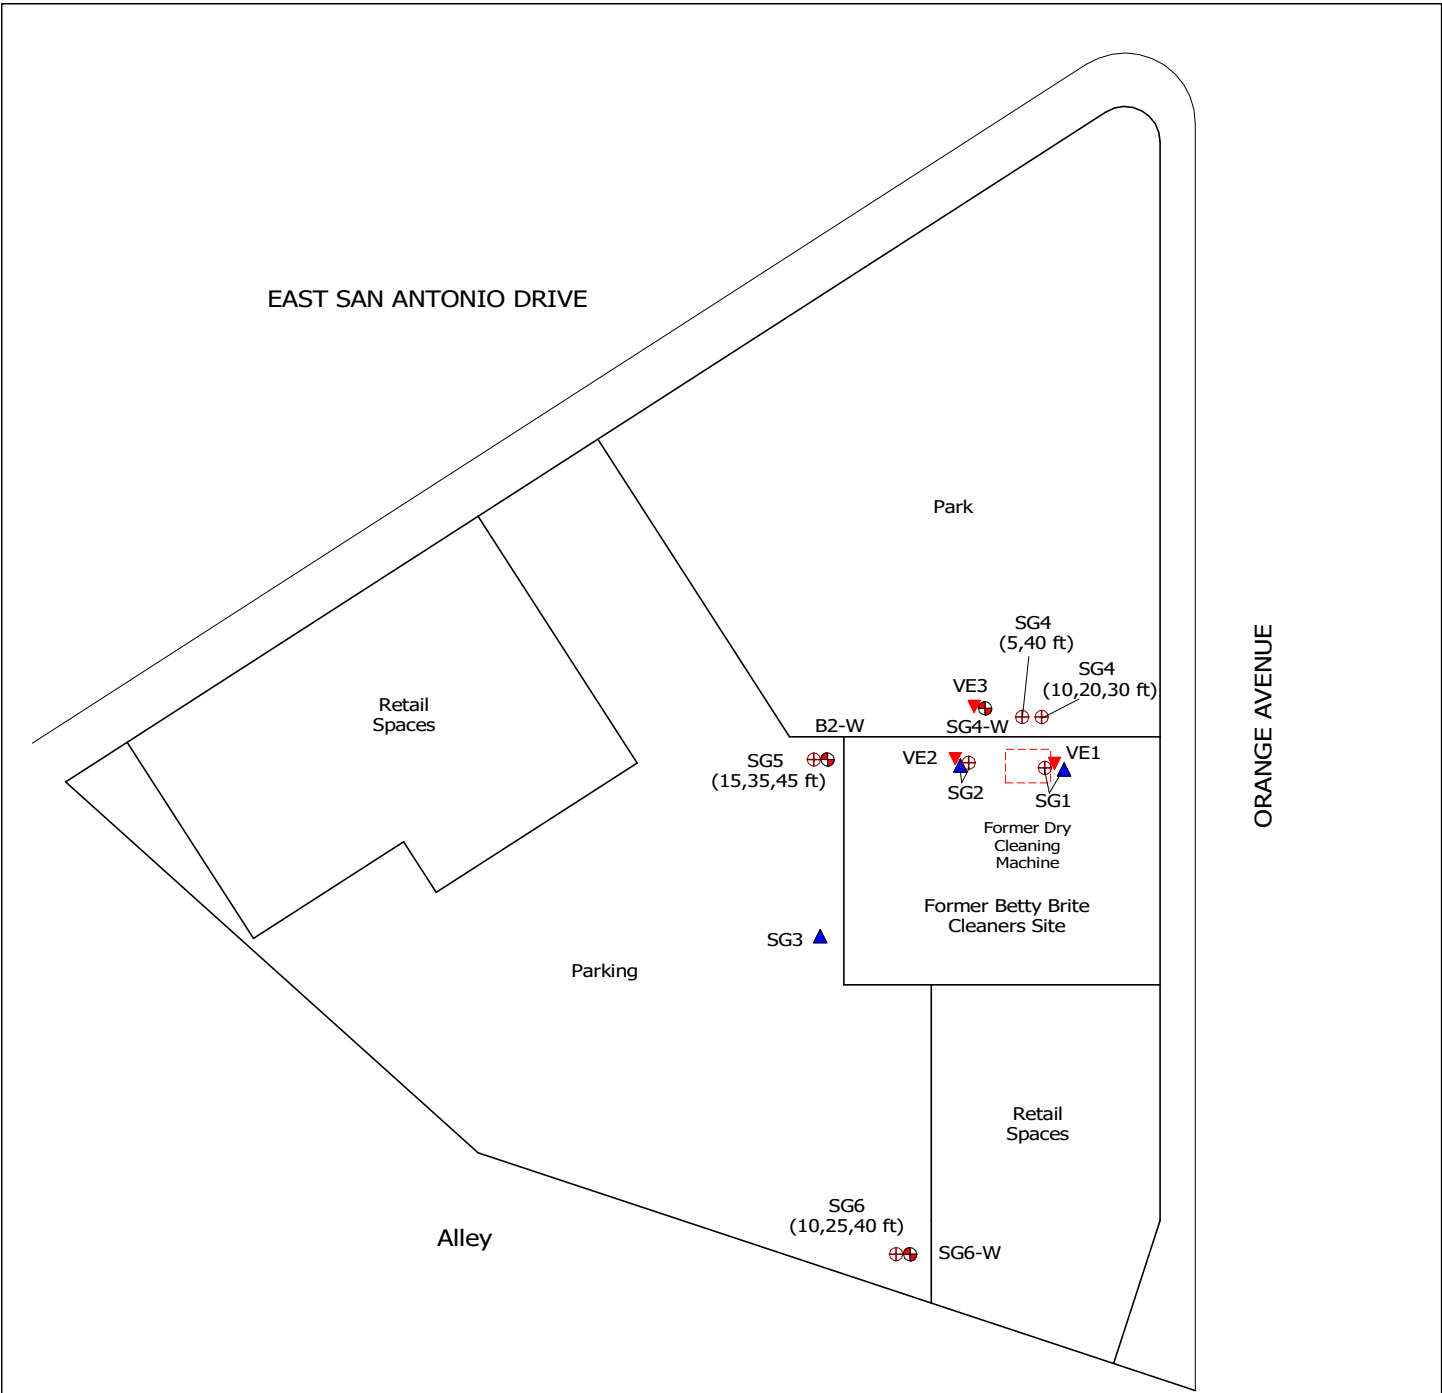 EAST SAN ANTONIO DRIVE
Park
ORANGE AVENUE
SG4
(5,40 ft)
SG4
(10,20,30 ft)
VE3
SG4-W
Retail
Spaces
B2-W
SG5
(15,35,45 ft)
VE2
SG2
VE1
SG1
Former Dry
Cleaning
Machine
Former Betty Brite
Cleaners Site
SG3
Parking
Retail
Spaces
SG6
(10,25,40 ft)
SG6-W
Alley